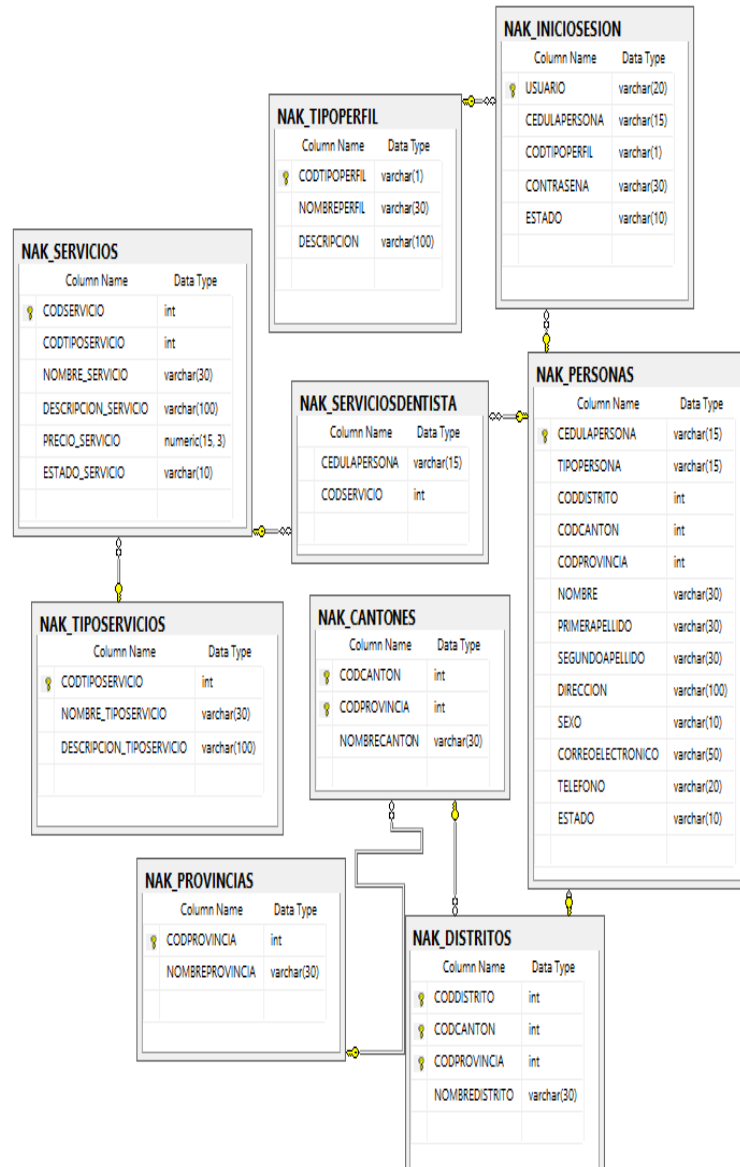 NAK_INICIOSESION
Column Name Data Type
USUARIO varchar(20)
CEDULAPERSONA varchar(15)
CODTIPOPERFIL varchar(1)
CONTRASENA varchar(30)
ESTADO varchar(10)
NAK_TIPOPERFIL
Column Name Data Type
CODTIPOPERFIL varchar(1)
NOMBREPERFIL varchar(30)
DESCRIPCION varchar(100)
NAK_SERVICIOS
Column Name Data Type
CODSERVICIO int
CODTIPOSERVICIO int
NOMBRE_SERVICIO varchar(30)
DESCRIPCION_SERVICIO varchar(100)
PRECIO_SERVICIO numeric(15, 3)
ESTADO_SERVICIO varchar(10)
NAK_SERVICIOSDENTISTA
Column Name Data Type
CEDULAPERSONA varchar(15)
CODSERVICIO int
NAK_PERSONAS
Column Name Data Type
CEDULAPERSONA varchar(15)
TIPOPERSONA varchar(15)
CODDISTRITO int
CODCANTON int
CODPROVINCIA int
NOMBRE varchar(30)
PRIMERAPELLIDO varchar(30)
SEGUNDOAPELLIDO varchar(30)
DIRECCION varchar(100)
SEXO varchar(10)
CORREOELECTRONICO varchar(50)
TELEFONO varchar(20)
ESTADO varchar(10)
NAK_TIPOSERVICIOS
Column Name Data Type
CODTIPOSERVICIO int
NOMBRE_TIPOSERVICIO varchar(30)
DESCRIPCION_TIPOSERVICIO varchar(100)
NAK_CANTONES
Column Name Data Type
CODCANTON int
CODPROVINCIA int
NOMBRECANTON varchar(30)
NAK_PROVINCIAS
Column Name Data Type
CODPROVINCIA int
NOMBREPROVINCIA varchar(30)
NAK_DISTRITOS
Column Name Data Type
CODDISTRITO int
CODCANTON int
CODPROVINCIA int
NOMBREDISTRITO varchar(30)